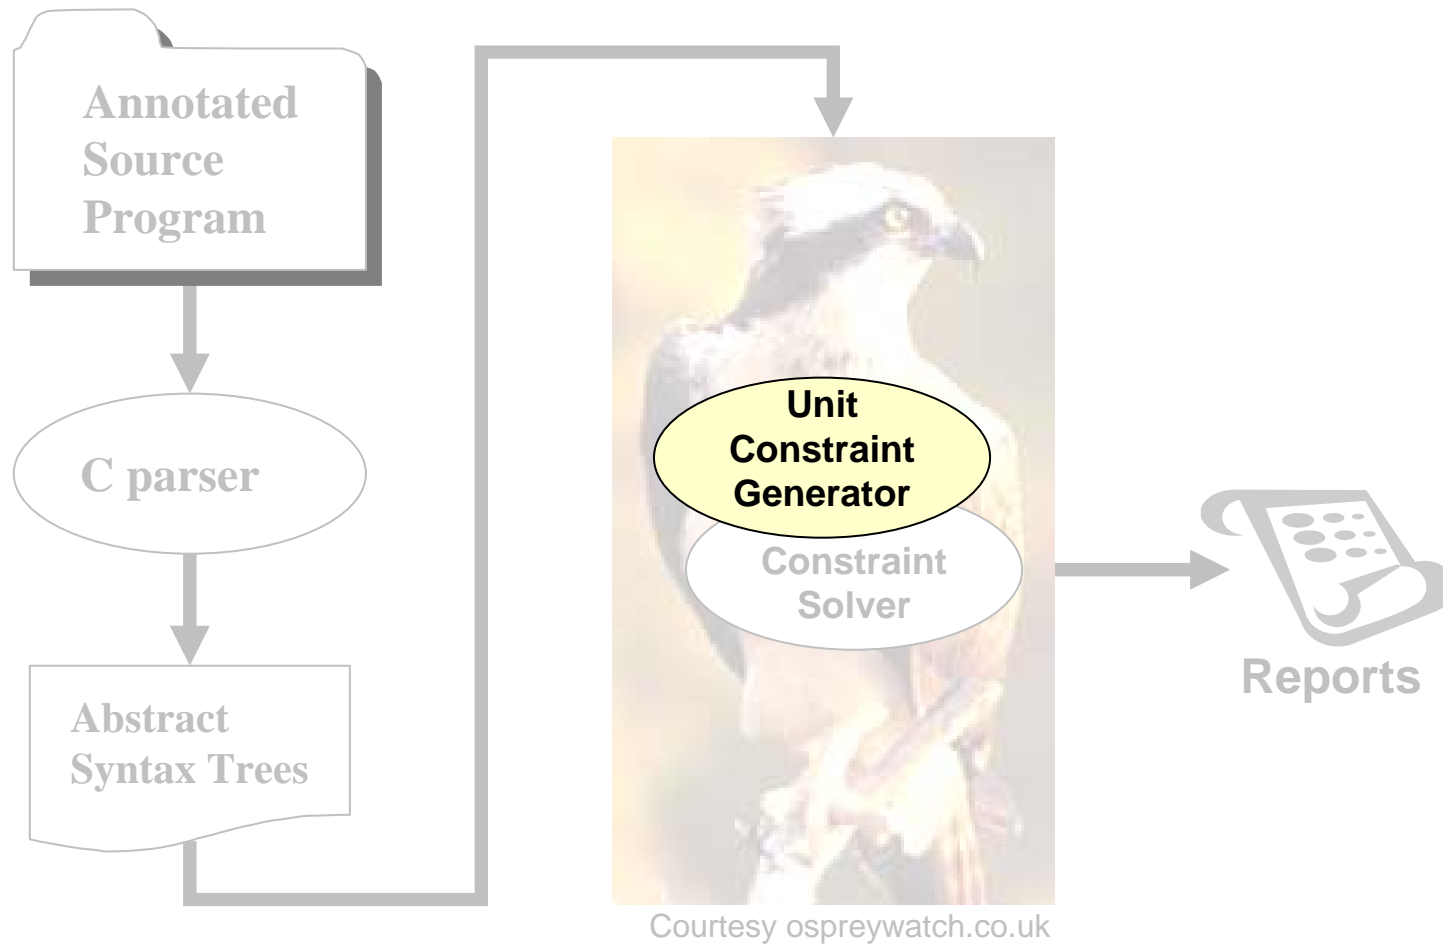 Annotated
Source
Program
C parser
Abstract
Syntax Trees
Unit
Constraint
Generator
Constraint
Solver
Reports
Courtesy ospreywatch.co.uk